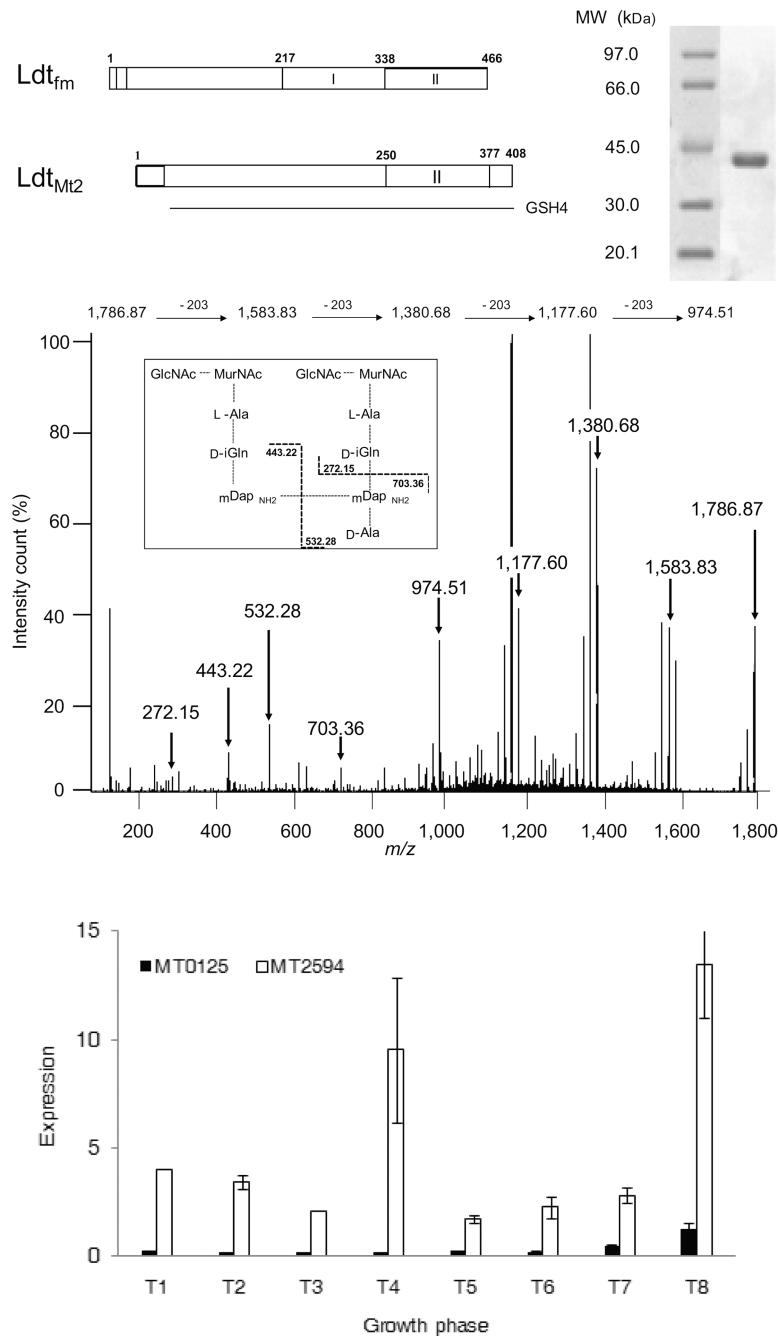 MW (kDa)
1 217 338 466
Ldtfm
I II
97.0
66.0
45.0
30.0
20.1
1 250 377 408
LdtMt2
II
GSH4
1,786.87 - 203 1,583.83 - 203 1,380.68 - 203 1,177.60 - 203 974.51
Intensity count (%)
100
80
60
40
20
0
GlcNAc MurNAc GlcNAc MurNAc
L -Ala L -Ala
D-iGln D-iGln
443.22 272.15
703.36
mDap NH2 mDap NH2
D-Ala
532.28
1,380.68
1,786.87
1,177.60
1,583.83
974.51
532.28
443.22
272.15
703.36
200 400 600 800 1,000 1,200 1,400 1,600 1,800
m/z
Expression
15
10
5
0
MT0125 MT2594
T1 T2 T3 T4 T5 T6 T7 T8
Growth phase